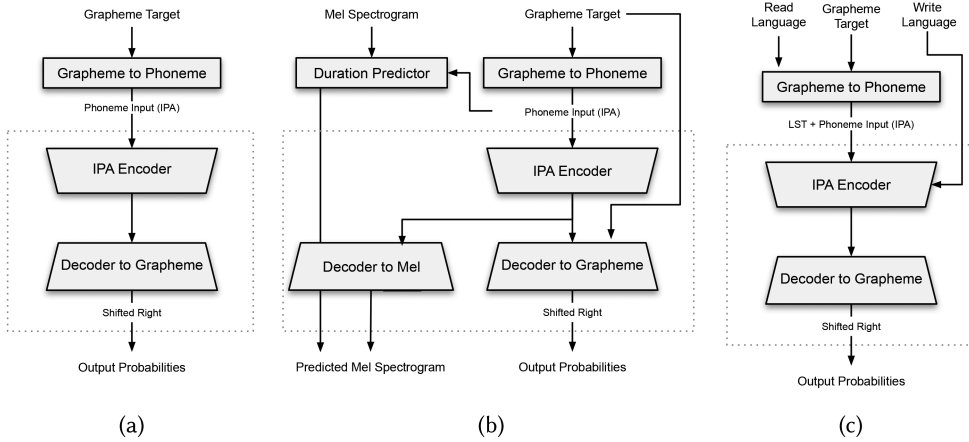 Grapheme Target
Grapheme to Phoneme
Phoneme Input (IPA)
IPA Encoder
Decoder to Grapheme
Shifted Right
Output Probabilities
(a)
Mel Spectrogram
Grapheme Target
Duration Predictor
Grapheme to Phoneme
Phoneme Input (IPA)
IPA Encoder
Decoder to Mel
Decoder to Grapheme
Shifted Right
Predicted Mel Spectrogram
Output Probabilities
(b)
Read
Language
Grapheme
Target
Write
Language
Grapheme to Phoneme
LST + Phoneme Input (IPA)
IPA Encoder
Decoder to Grapheme
Shifted Right
Output Probabilities
(c)